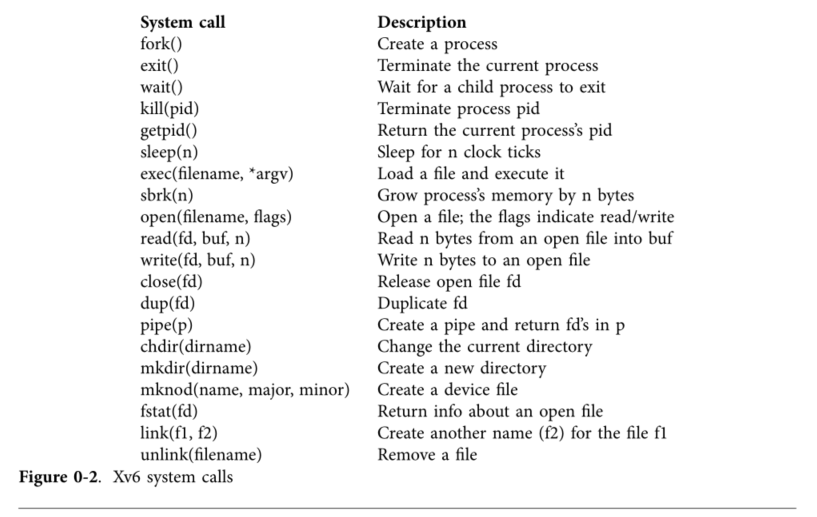 System call Description
fork() Create a process
exit() Terminate the current process
wait() Wait for a child process to exit
kill(pid) Terminate process pid
getpid() Return the current process’s pid
sleep(n) Sleep for n clock ticks
exec(filename, *argv) Load a file and execute it
sbrk(n) Grow process’s memory by n bytes
open(filename, flags) Open a file; the flags indicate read/write
read(fd, buf, n) Read n bytes from an open file into buf
write(fd, buf, n) Write n bytes to an open file
close(fd) Release open file fd
dup(fd) Duplicate fd
pipe(p) Create a pipe and return fd’s in p
chdir(dirname) Change the current directory
mkdir(dirname) Create a new directory
mknod(name, major, minor) Create a device file
fstat(fd) Return info about an open file
link(f1, f2) Create another name (f2) for the file f1
unlink(filename) Remove a file
Figure 0-2. Xv6 system calls